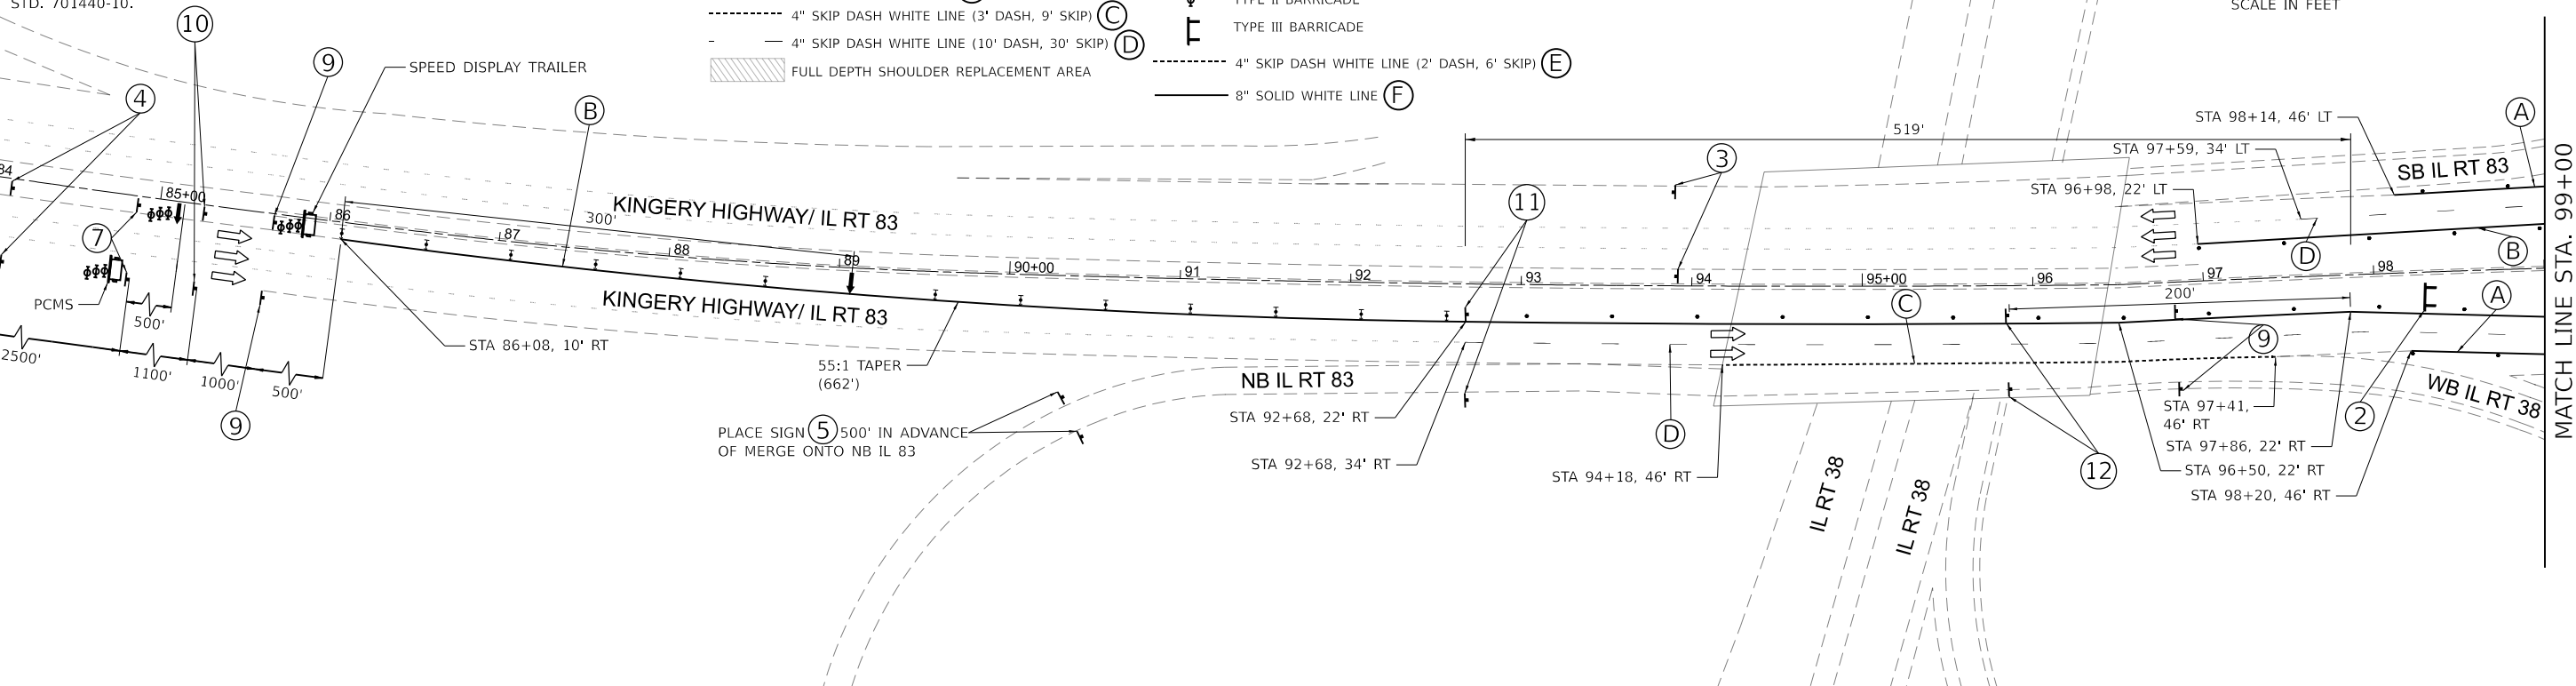 STD. 701440-10.
4" SKIP DASH WHITE LINE (3' DASH, 9' SKIP) C
4" SKIP DASH WHITE LINE (10' DASH, 30' SKIP) D
FULL DEPTH SHOULDER REPLACEMENT AREA
TYPE II BARRICADE
TYPE III BARRICADE
4" SKIP DASH WHITE LINE (2' DASH, 6' SKIP) E
8" SOLID WHITE LINE F
SCALE IN FEET
10
9
SPEED DISPLAY TRAILER
4
B
84
85+00
86
87
88
89
90+00
91
92
93
94
95+00
96
97
98
300'
KINGERY HIGHWAY/ IL RT 83
KINGERY HIGHWAY/ IL RT 83
7
PCMS
500'
2500'
1100'
1000'
500'
9
STA 86+08, 10' RT
55:1 TAPER
(662')
PLACE SIGN 5 500' IN ADVANCE
OF MERGE ONTO NB IL 83
NB IL RT 83
STA 92+68, 22' RT
STA 92+68, 34' RT
11
3
519'
D
C
STA 94+18, 46' RT
IL RT 38
IL RT 38
12
STA 98+14, 46' LT
STA 97+59, 34' LT
STA 96+98, 22' LT
SB IL RT 83
A
D
B
200'
A
9
2
STA 97+41,
46' RT
STA 97+86, 22' RT
STA 96+50, 22' RT
STA 98+20, 46' RT
WB IL RT 38
MATCH LINE STA. 99+00